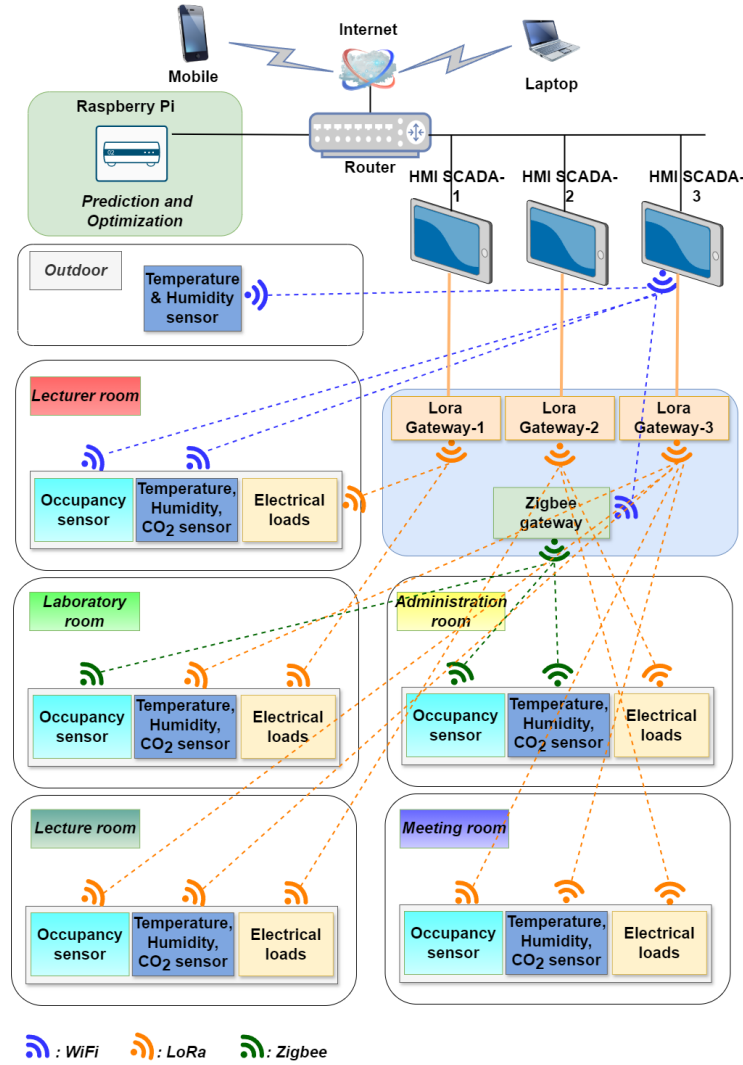 Internet
Mobile
Laptop
Raspberry Pi
Router
Prediction and
Optimization
HMI SCADA-
1
HMI SCADA-
2
HMI SCADA-
3
Outdoor
Temperature
& Humidity
sensor
Lecturer room
Occupancy
sensor
Temperature,
Humidity,
CO2 sensor
Electrical
loads
Lora
Gateway-1
Lora
Gateway-2
Lora
Gateway-3
Zigbee
gateway
Laboratory
room
Occupancy
sensor
Temperature,
Humidity,
CO2 sensor
Electrical
loads
Administration
room
Occupancy
sensor
Temperature,
Humidity,
CO2 sensor
Electrical
loads
Lecture room
Occupancy
sensor
Temperature,
Humidity,
CO2 sensor
Electrical
loads
Meeting room
Occupancy
sensor
Temperature,
Humidity,
CO2 sensor
Electrical
loads
: WiFi
: LoRa
: Zigbee